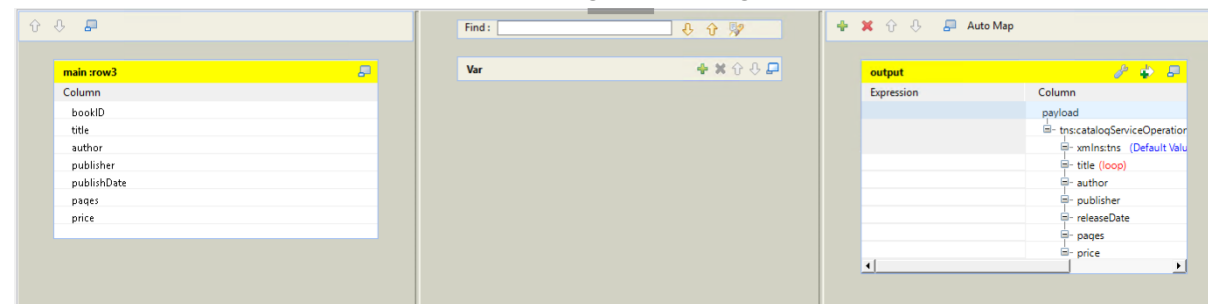 Find :
Auto Map
main :row3
Column
bookID
title
author
publisher
publishDate
pages
price
Var
output
Expression
Column
payload
tns:catalogServiceOperation
xmlns:tns (Default Valu
title (loop)
author
publisher
releaseDate
pages
price